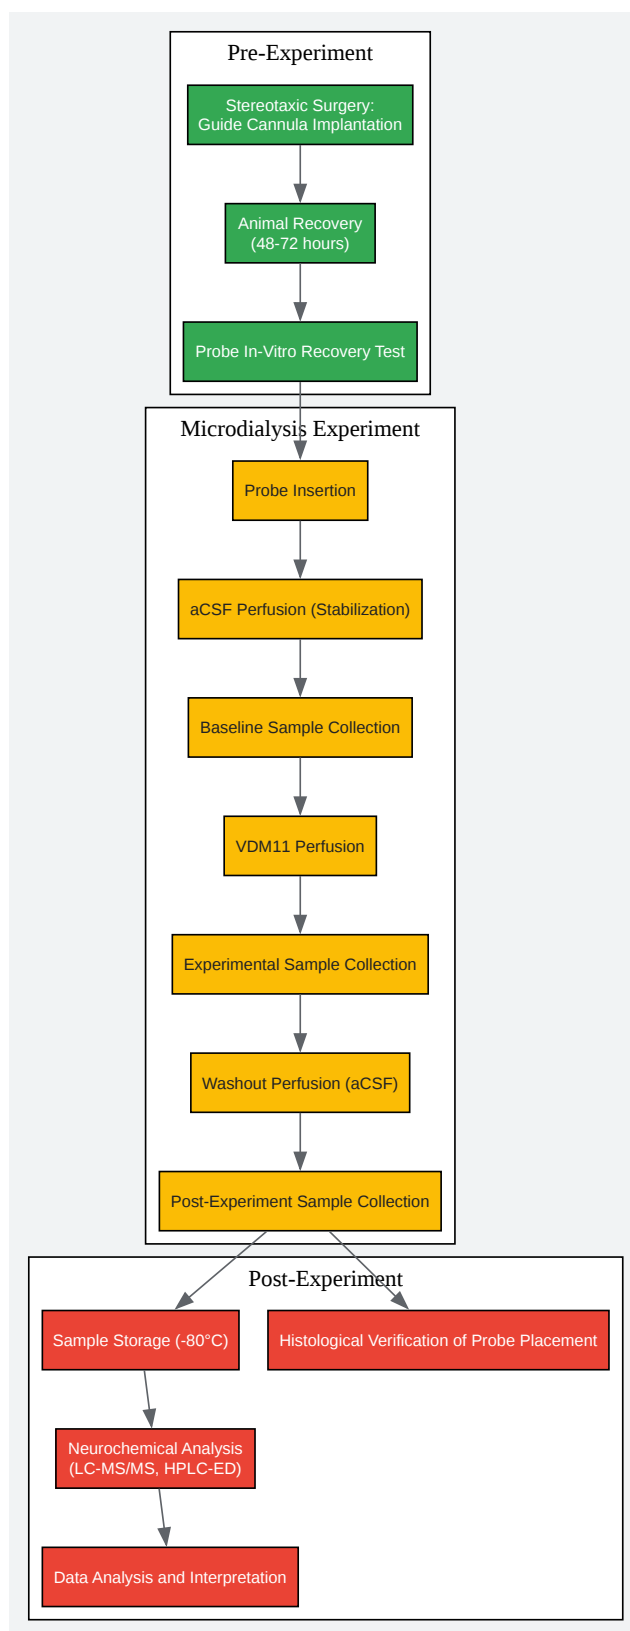 Pre-Experiment
Stereotaxic Surgery:
Guide Cannula Implantation
Animal Recovery
(48-72 hours)
Probe In-Vitro Recovery Test
Microdialysis Experiment
Probe Insertion
aCSF Perfusion (Stabilization)
Baseline Sample Collection
VDM11 Perfusion
Experimental Sample Collection
Washout Perfusion (aCSF)
Post-Experiment Sample Collection
Post-Experiment
Sample Storage (-80°C)
Histological Verification of Probe Placement
Neurochemical Analysis
(LC-MS/MS, HPLC-ED)
Data Analysis and Interpretation